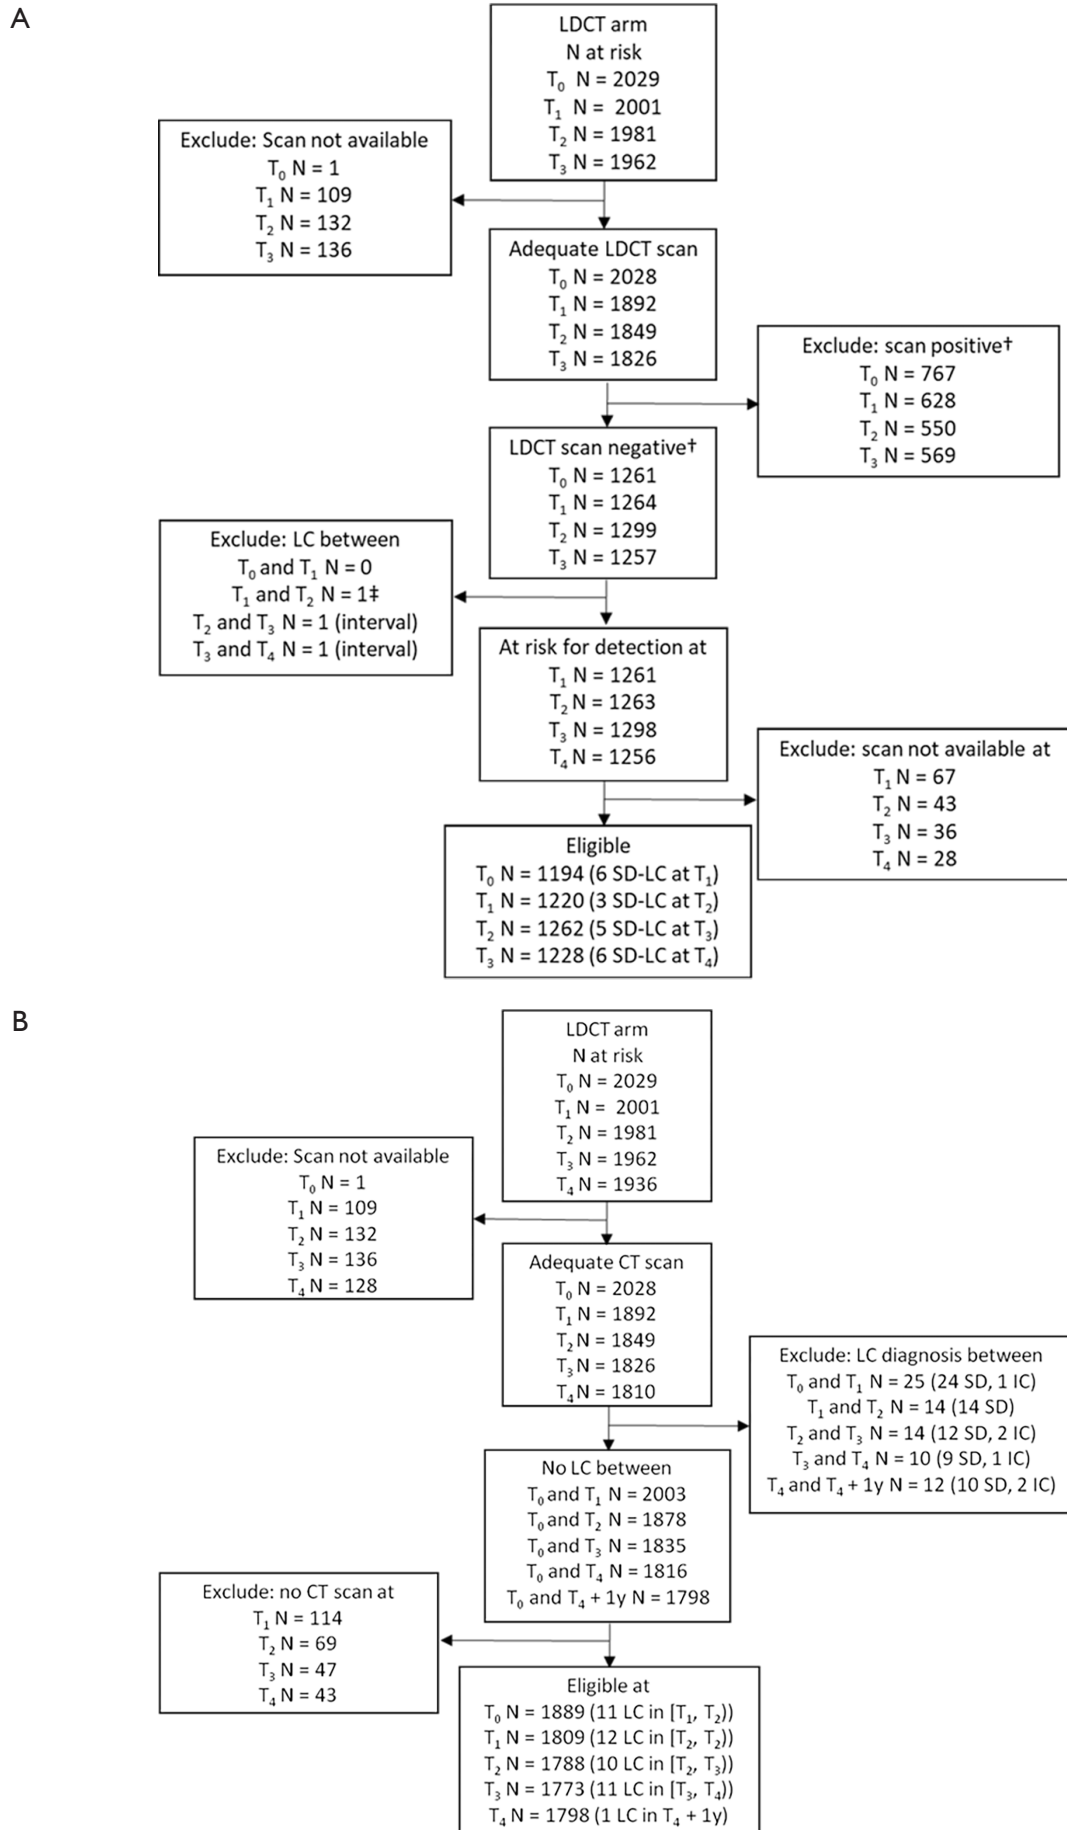 A
LDCT arm
N at risk
T₀ N = 2029
T₁ N = 2001
T₂ N = 1981
T₃ N = 1962
Exclude: Scan not available
T₀ N = 1
T₁ N = 109
T₂ N = 132
T₃ N = 136
Adequate LDCT scan
T₀ N = 2028
T₁ N = 1892
T₂ N = 1849
T₃ N = 1826
Exclude: scan positive†
T₀ N = 767
T₁ N = 628
T₂ N = 550
T₃ N = 569
LDCT scan negative†
T₀ N = 1261
T₁ N = 1264
T₂ N = 1299
T₃ N = 1257
Exclude: LC between
T₀ and T₁ N = 0
T₁ and T₂ N = 1‡
T₂ and T₃ N = 1 (interval)
T₃ and T₄ N = 1 (interval)
At risk for detection at
T₁ N = 1261
T₂ N = 1263
T₃ N = 1298
T₄ N = 1256
Exclude: scan not available at
T₁ N = 67
T₂ N = 43
T₃ N = 36
T₄ N = 28
Eligible
T₀ N = 1194 (6 SD-LC at T₁)
T₁ N = 1220 (3 SD-LC at T₂)
T₂ N = 1262 (5 SD-LC at T₃)
T₃ N = 1228 (6 SD-LC at T₄)
B
LDCT arm
N at risk
T₀ N = 2029
T₁ N = 2001
T₂ N = 1981
T₃ N = 1962
T₄ N = 1936
Exclude: Scan not available
T₀ N = 1
T₁ N = 109
T₂ N = 132
T₃ N = 136
T₄ N = 128
Adequate CT scan
T₀ N = 2028
T₁ N = 1892
T₂ N = 1849
T₃ N = 1826
T₄ N = 1810
Exclude: LC diagnosis between
T₀ and T₁ N = 25 (24 SD, 1 IC)
T₁ and T₂ N = 14 (14 SD)
T₂ and T₃ N = 14 (12 SD, 2 IC)
T₃ and T₄ N = 10 (9 SD, 1 IC)
T₄ and T₄ + 1y N = 12 (10 SD, 2 IC)
No LC between
T₀ and T₁ N = 2003
T₀ and T₂ N = 1878
T₀ and T₃ N = 1835
T₀ and T₄ N = 1816
T₀ and T₄ + 1y N = 1798
Exclude: no CT scan at
T₁ N = 114
T₂ N = 69
T₃ N = 47
T₄ N = 43
Eligible at
T₀ N = 1889 (11 LC in [T₁, T₂))
T₁ N = 1809 (12 LC in [T₂, T₂))
T₂ N = 1788 (10 LC in [T₂, T₃))
T₃ N = 1773 (11 LC in [T₃, T₄))
T₄ N = 1798 (1 LC in T₄ + 1y)